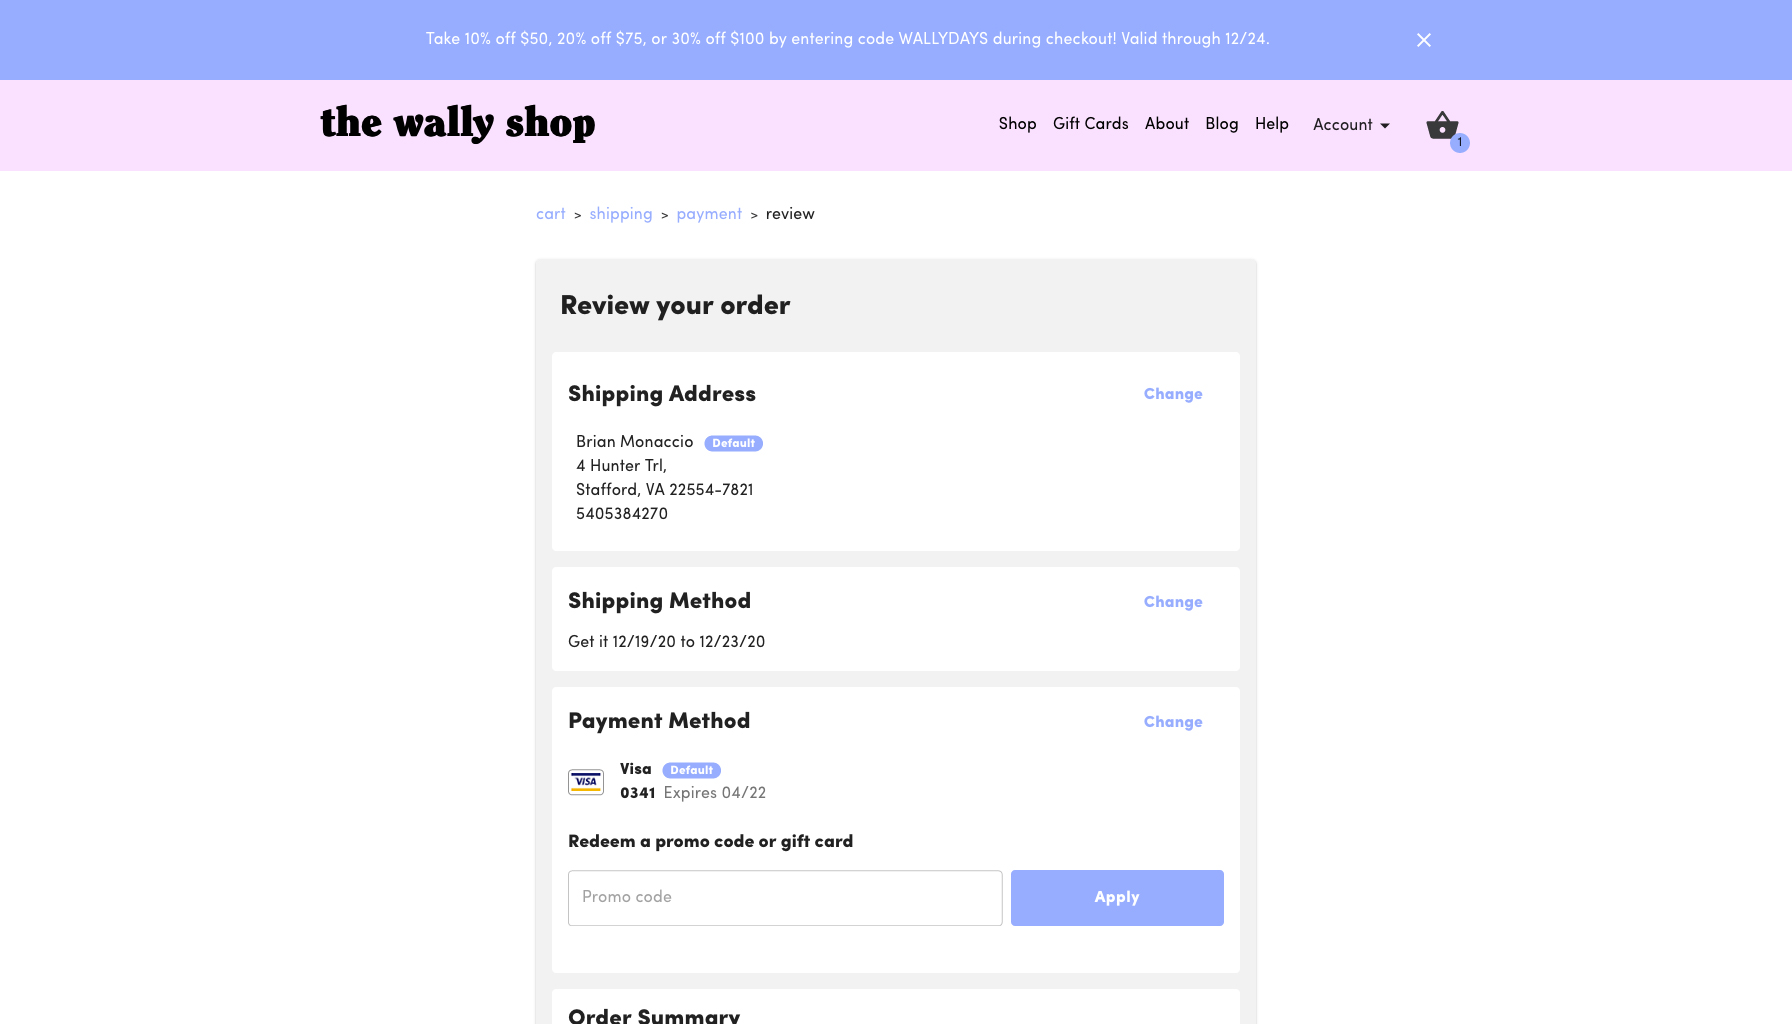 Take 10% off $50, 20% off $75, or 30% off $100 by entering code WALLYDAYS during checkout! Valid through 12/24.
the wally shop
Shop Gift Cards About Blog Help Account
1
cart > shipping > payment > review
Review your order
Shipping Address Change
Brian Monaccio Default
4 Hunter Trl,
Stafford, VA 22554-7821
5405384270
Shipping Method Change
Get it 12/19/20 to 12/23/20
Payment Method Change
VISA Visa Default
0341 Expires 04/22
Redeem a promo code or gift card
Promo code Apply
Order Summary